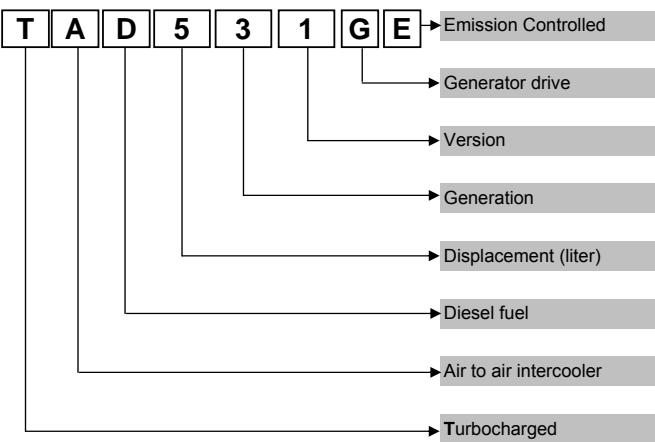 T A D 5 3 1 G E
Emission Controlled
Generator drive
Version
Generation
Displacement (liter)
Diesel fuel
Air to air intercooler
Turbocharged